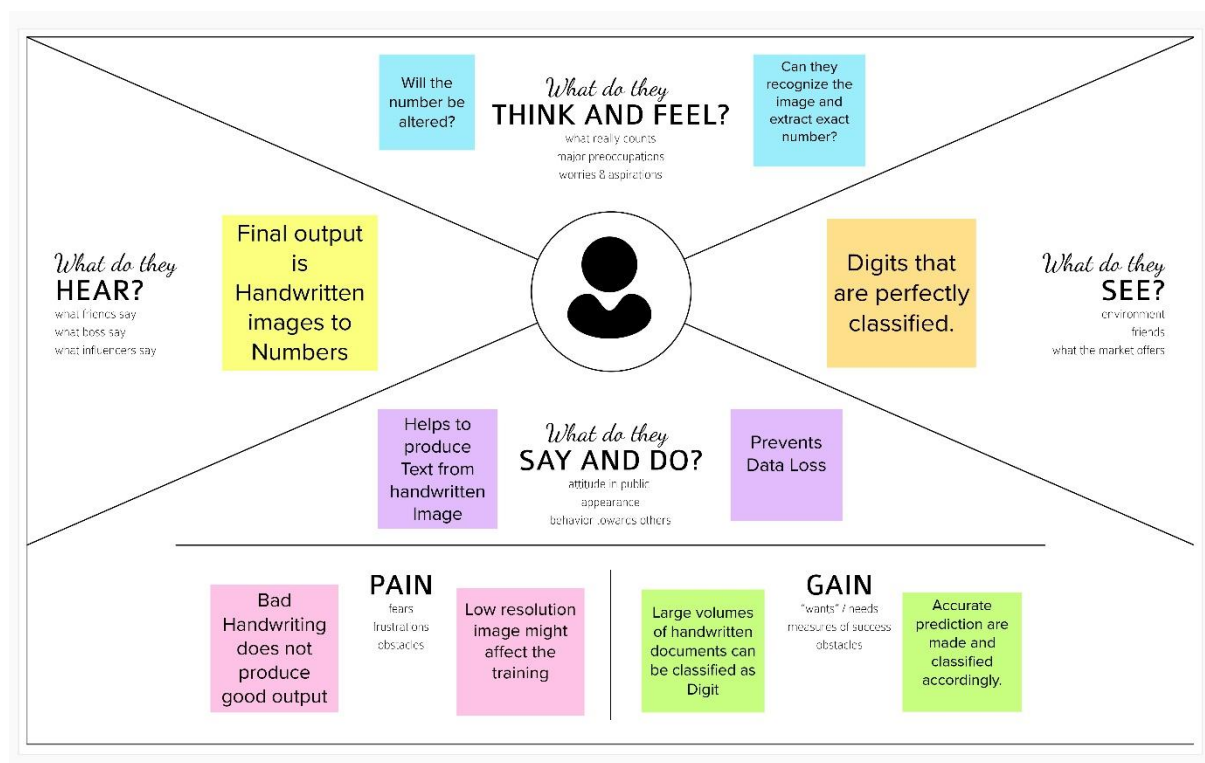 Will the
number be
altered?
What do they
THINK AND FEEL?
what really counts
major preoccupations
worries & aspirations
Can they
recognize the
image and
extract exact
number?
What do they
HEAR?
what friends say
what boss say
what influencers say
Final output
is
Handwritten
images to
Numbers
Digits that
are perfectly
classified.
What do they
SEE?
environment
friends
what the market offers
Helps to
produce
Text from
handwritten
Image
What do they
SAY AND DO?
attitude in public
appearance
behavior towards others
Prevents
Data Loss
Bad
Handwriting
does not
produce
good output
PAIN
fears
frustrations
obstacles
Low resolution
image might
affect the
training
Large volumes
of handwritten
documents can
be classified as
Digit
GAIN
"wants" / needs
measures of success
obstacles
Accurate
prediction are
made and
classified
accordingly.